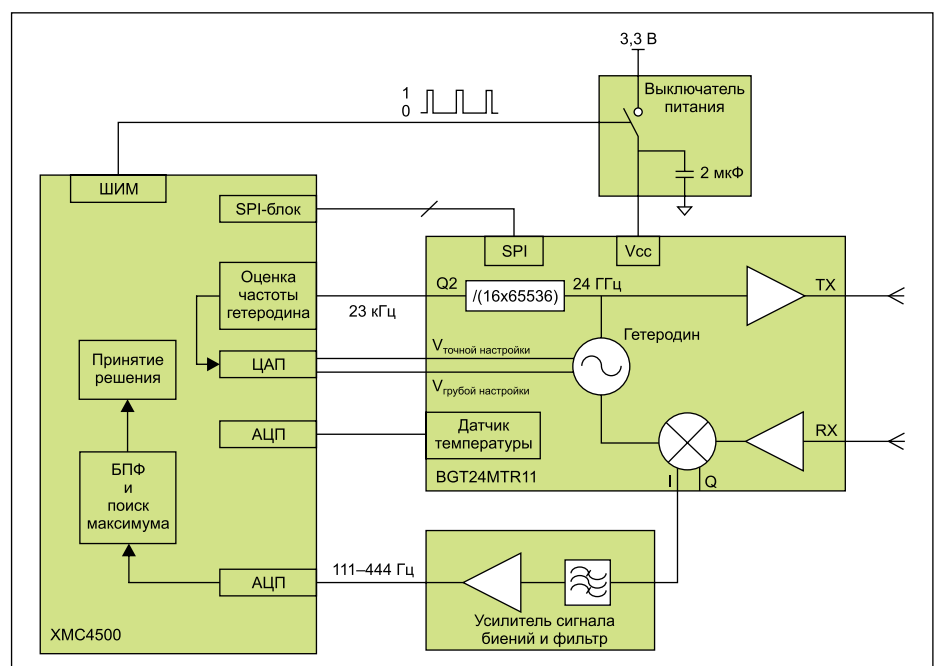 3,3 В
Выключатель
питания
1
0
2 мкФ
ШИМ
SPI-блок
SPI
Vcc
Оценка
частоты
гетеродина
23 кГц
Q2
/(16x65536)
24 ГГц
TX
Гетеродин
Vточной настройки
Vгрубой настройки
ЦАП
Принятие
решения
АЦП
Датчик
температуры
RX
BGT24MTR11
I
Q
БПФ
и
поиск
максимума
АЦП
111–444 Гц
Усилитель сигнала
биений и фильтр
XMC4500